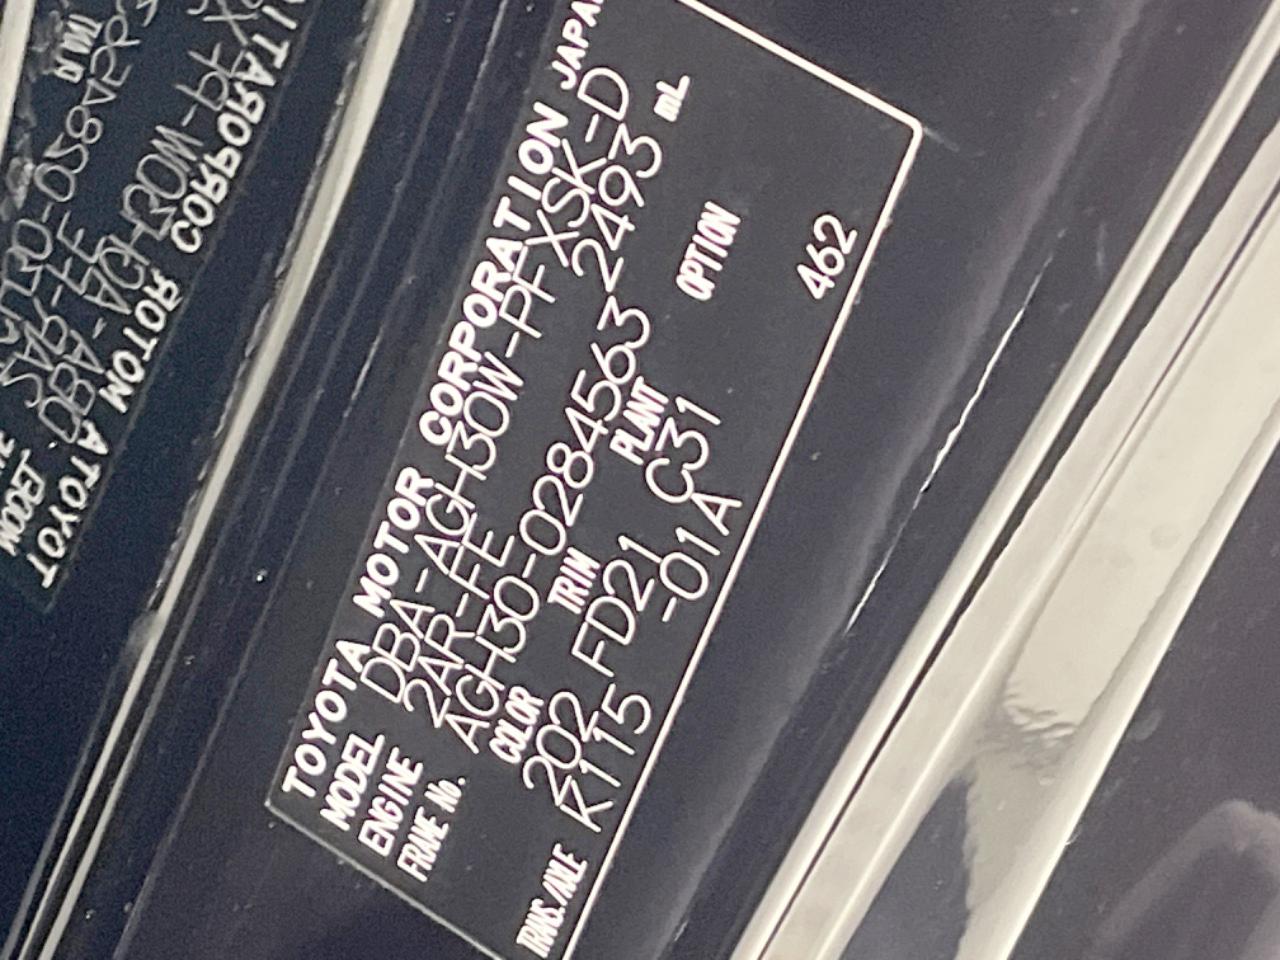 TOYOTA MOTOR CORPORATION JAPAN
MODEL DBA-AGH30W-PFXSK-D
ENGINE 2AR-FE 2493 mL
FRAME No. AGH30-0284563
COLOR TRIM PLANT OPTION
202 FD21 C31 462
TRANS./AXLE K115 -01A